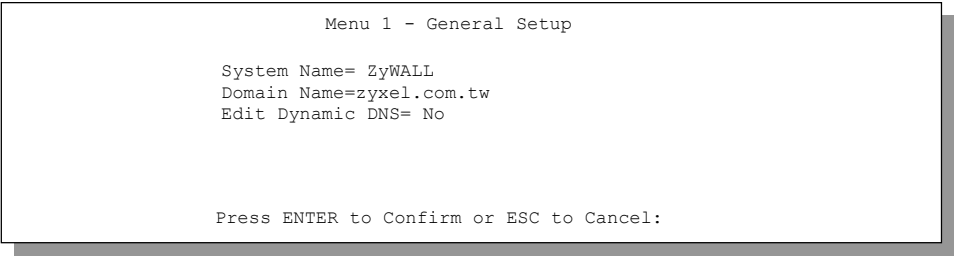 Menu 1 - General Setup
System Name= ZyWALL
Domain Name=zyxel.com.tw
Edit Dynamic DNS= No
Press ENTER to Confirm or ESC to Cancel: